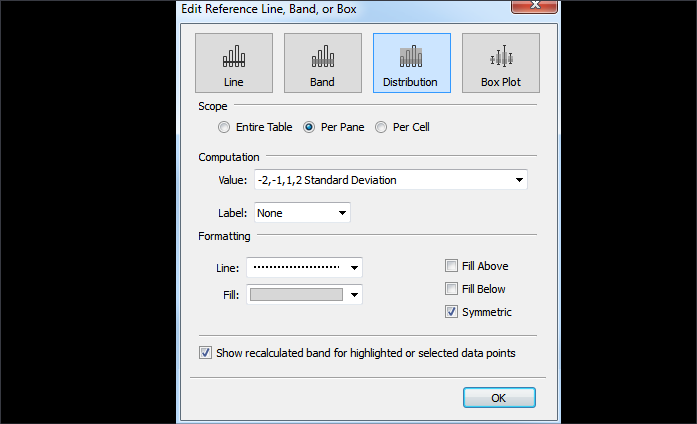 Edit Reference Line, Band, or Box
Line Band Distribution Box Plot
Scope
Entire Table Per Pane Per Cell
Computation
Value: -2,-1,1,2 Standard Deviation
Label: None
Formatting
Line: Fill Above
Fill: Fill Below
Symmetric
Show recalculated band for highlighted or selected data points
OK